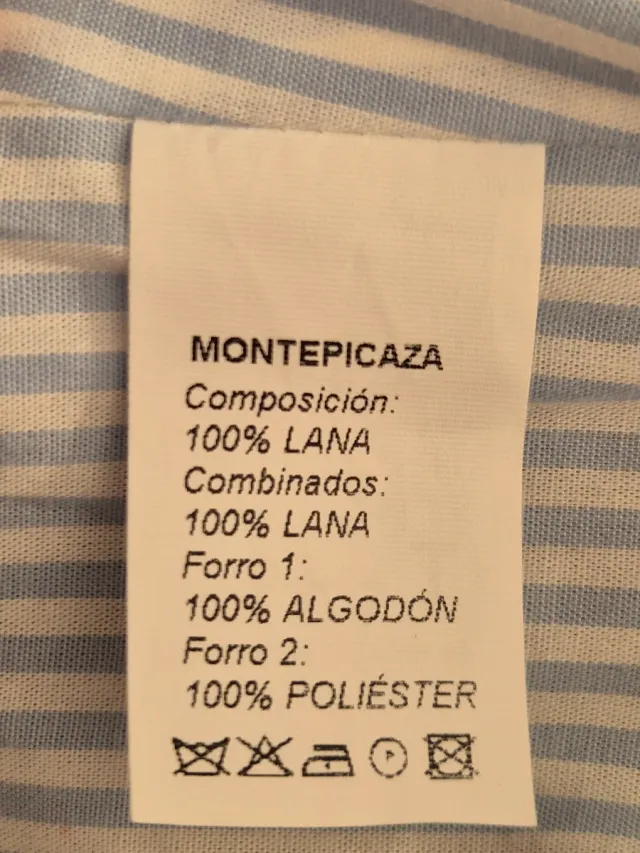 MONTEPICAZA
Composición:
100% LANA
Combinados:
100% LANA
Forro 1:
100% ALGODÓN
Forro 2:
100% POLIÉSTER
P